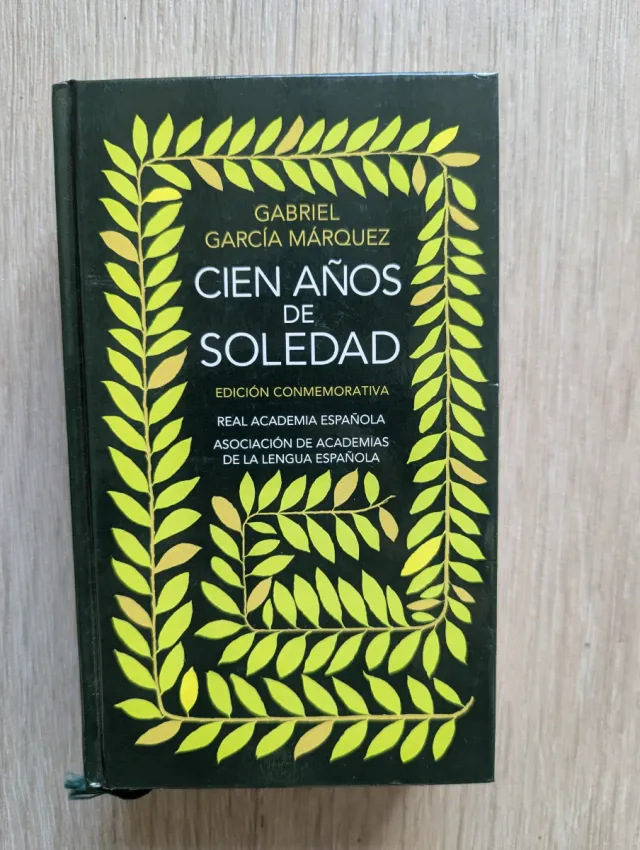 GABRIEL
GARCÍA MÁRQUEZ
CIEN AÑOS
DE
SOLEDAD
EDICIÓN CONMEMORATIVA
REAL ACADEMIA ESPAÑOLA
ASOCIACIÓN DE ACADEMIAS
DE LA LENGUA ESPAÑOLA